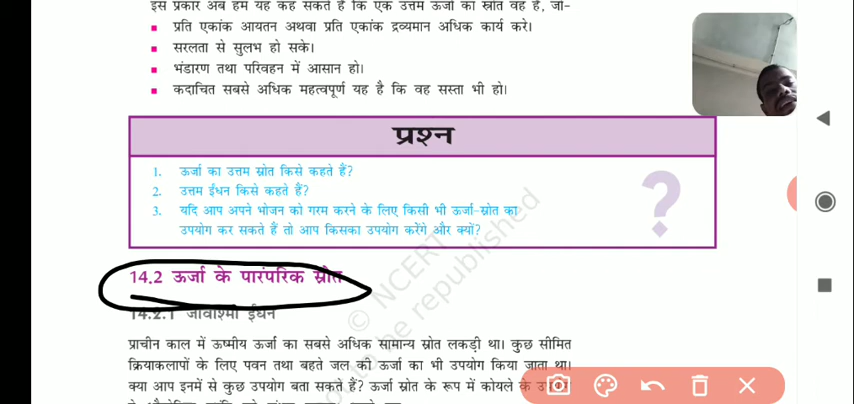 इस प्रकार अब हम यह कह सकते हैं कि एक उत्तम ऊर्जा का स्रोत वह है, जो-
प्रति एकांक आयतन अथवा प्रति एकांक द्रव्यमान अधिक कार्य करे।
सरलता से सुलभ हो सके।
भंडारण तथा परिवहन में आसान हो।
कदाचित सबसे अधिक महत्वपूर्ण यह है कि वह सस्ता भी हो।
प्रश्न
1. ऊर्जा का उत्तम स्रोत किसे कहते हैं?
2. उत्तम ईंधन किसे कहते हैं?
3. यदि आप अपने भोजन को गरम करने के लिए किसी भी ऊर्जा-स्रोत का
उपयोग कर सकते हैं तो आप किसका उपयोग करेंगे और क्यों?
?
14.2 ऊर्जा के पारंपरिक स्रोत
14.2.1 जीवाश्मी ईंधन
प्राचीन काल में ऊष्मीय ऊर्जा का सबसे अधिक सामान्य स्रोत लकड़ी था। कुछ सीमित
क्रियाकलापों के लिए पवन तथा बहते जल की ऊर्जा का भी उपयोग किया जाता था।
क्या आप इनमें से कुछ उपयोग बता सकते हैं? ऊर्जा स्रोत के रूप में कोयले के
© NCERT
be republished